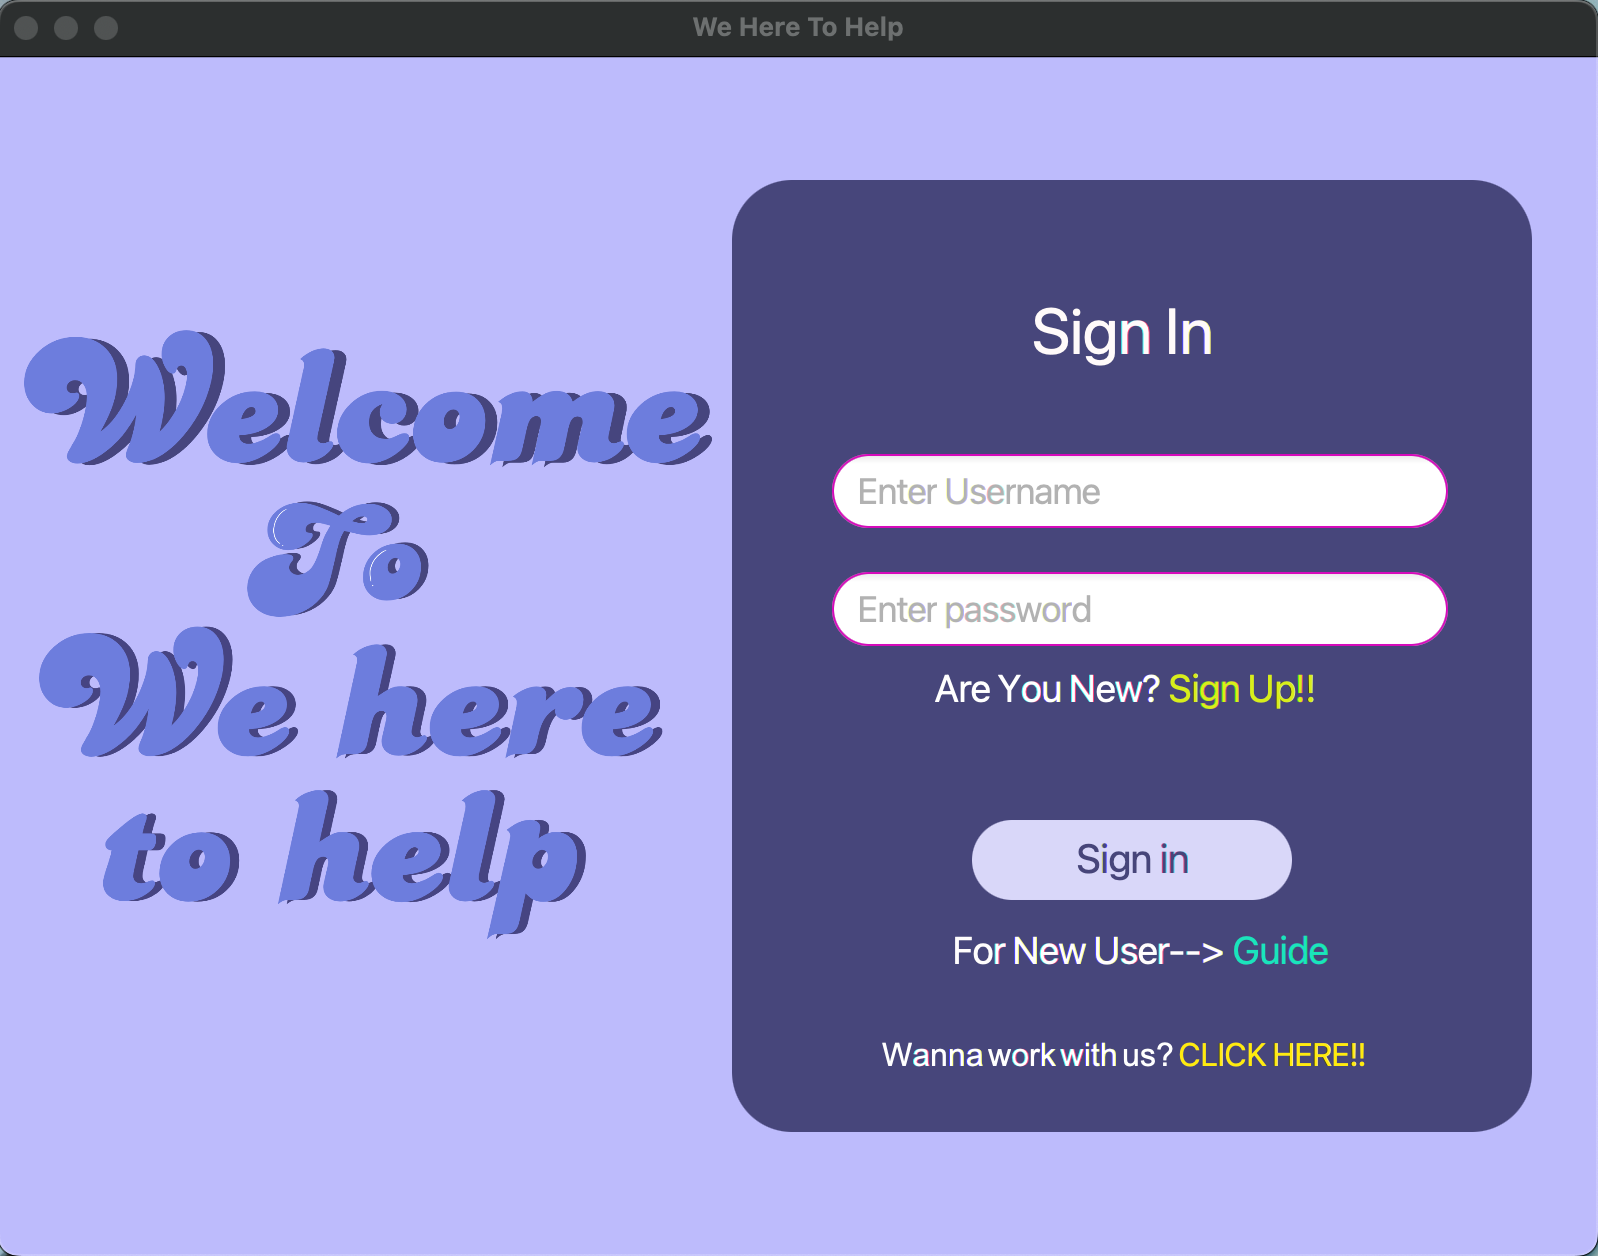 We Here To Help
Welcome
To
We here
to help
Sign In
Enter Username
Enter password
Are You New? Sign Up!!
Sign in
For New User--> Guide
Wanna work with us? CLICK HERE!!